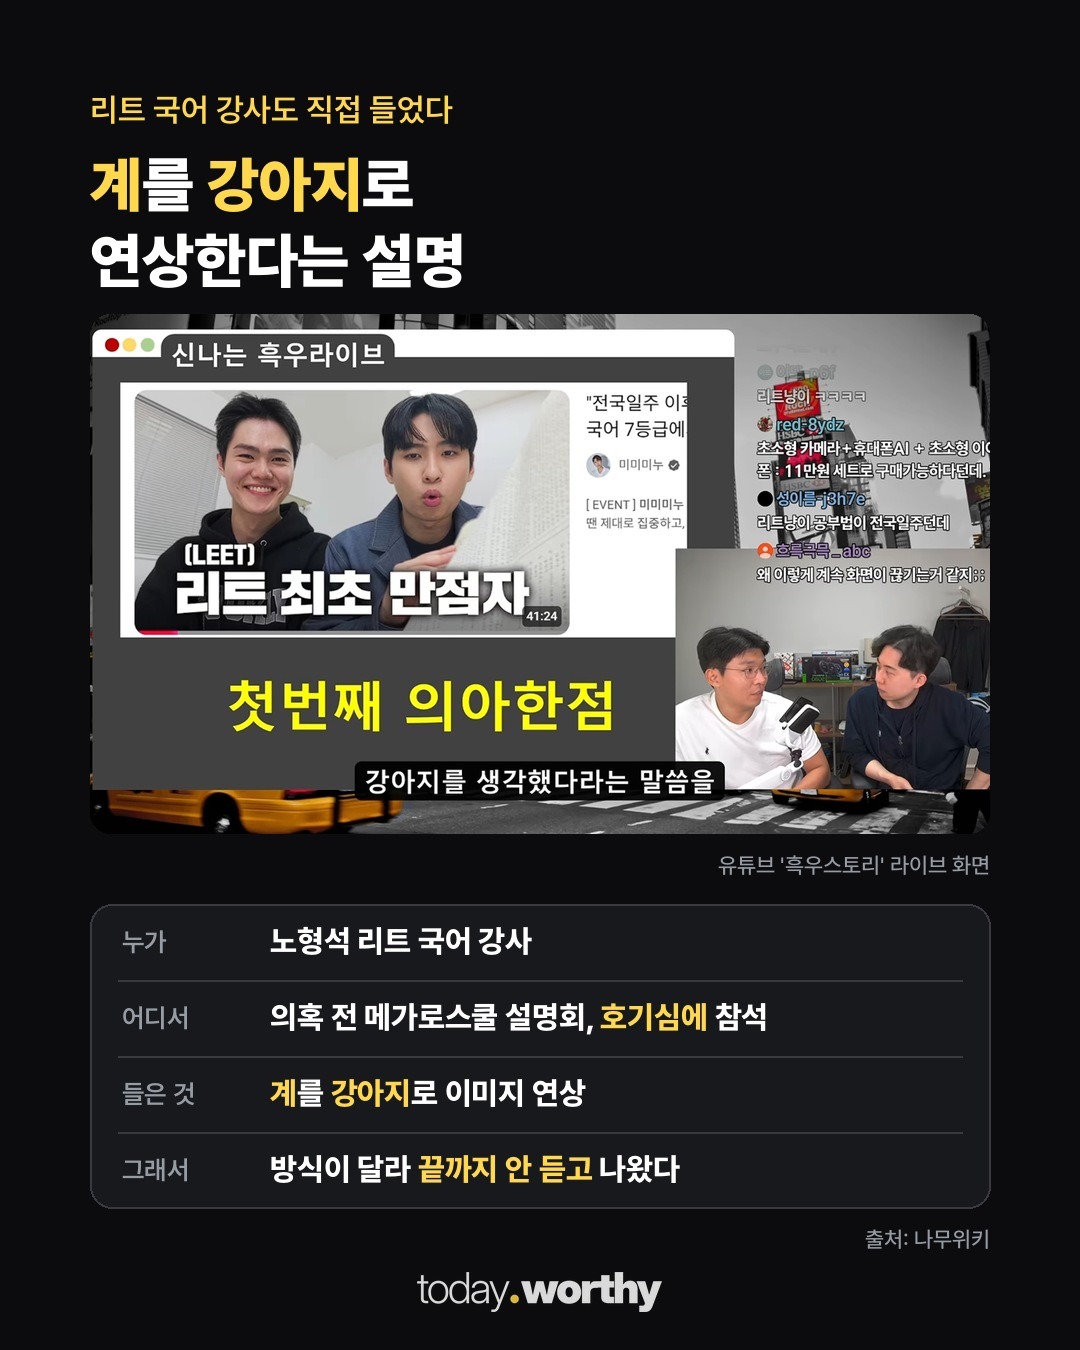 리트 국어 강사도 직접 들었다
계를 강아지로
연상한다는 설명
신나는 흑우라이브
(LEET)
리트 최초 만점자
41:24
"전국일주 이후
국어 7등급에
미미미누
[ EVENT ] 미미미누
땐 제대로 집중하고,
리트냥이 ㅋㅋㅋㅋ
red-8ydz
초소형 카메라+휴대폰AI + 초소형 이어
폰 : 11만원 세트로 구매가능하다던데.
성이름-j3h7e
리트냥이 공부법이 전국일주던데
흐륵극륵_abc
왜 이렇게 계속 화면이 끊기는거 같지;;
첫번째 의아한점
강아지를 생각했다라는 말씀을
유튜브 '흑우스토리' 라이브 화면
누가 노형석 리트 국어 강사
어디서 의혹 전 메가로스쿨 설명회, 호기심에 참석
들은 것 계를 강아지로 이미지 연상
그래서 방식이 달라 끝까지 안 듣고 나왔다
출처: 나무위키
today.worthy